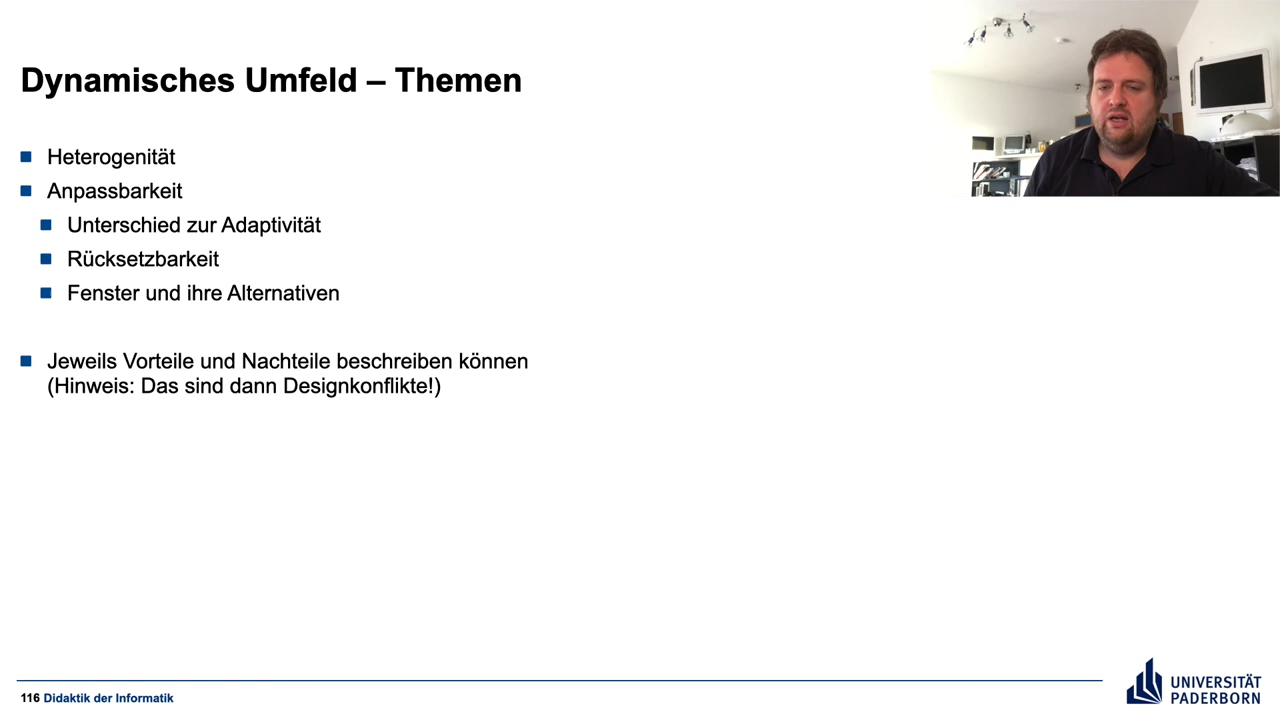 Dynamisches Umfeld – Themen
Heterogenität
Anpassbarkeit
Unterschied zur Adaptivität
Rücksetzbarkeit
Fenster und ihre Alternativen
Jeweils Vorteile und Nachteile beschreiben können
(Hinweis: Das sind dann Designkonflikte!)
116 Didaktik der Informatik
UNIVERSITÄT
PADERBORN